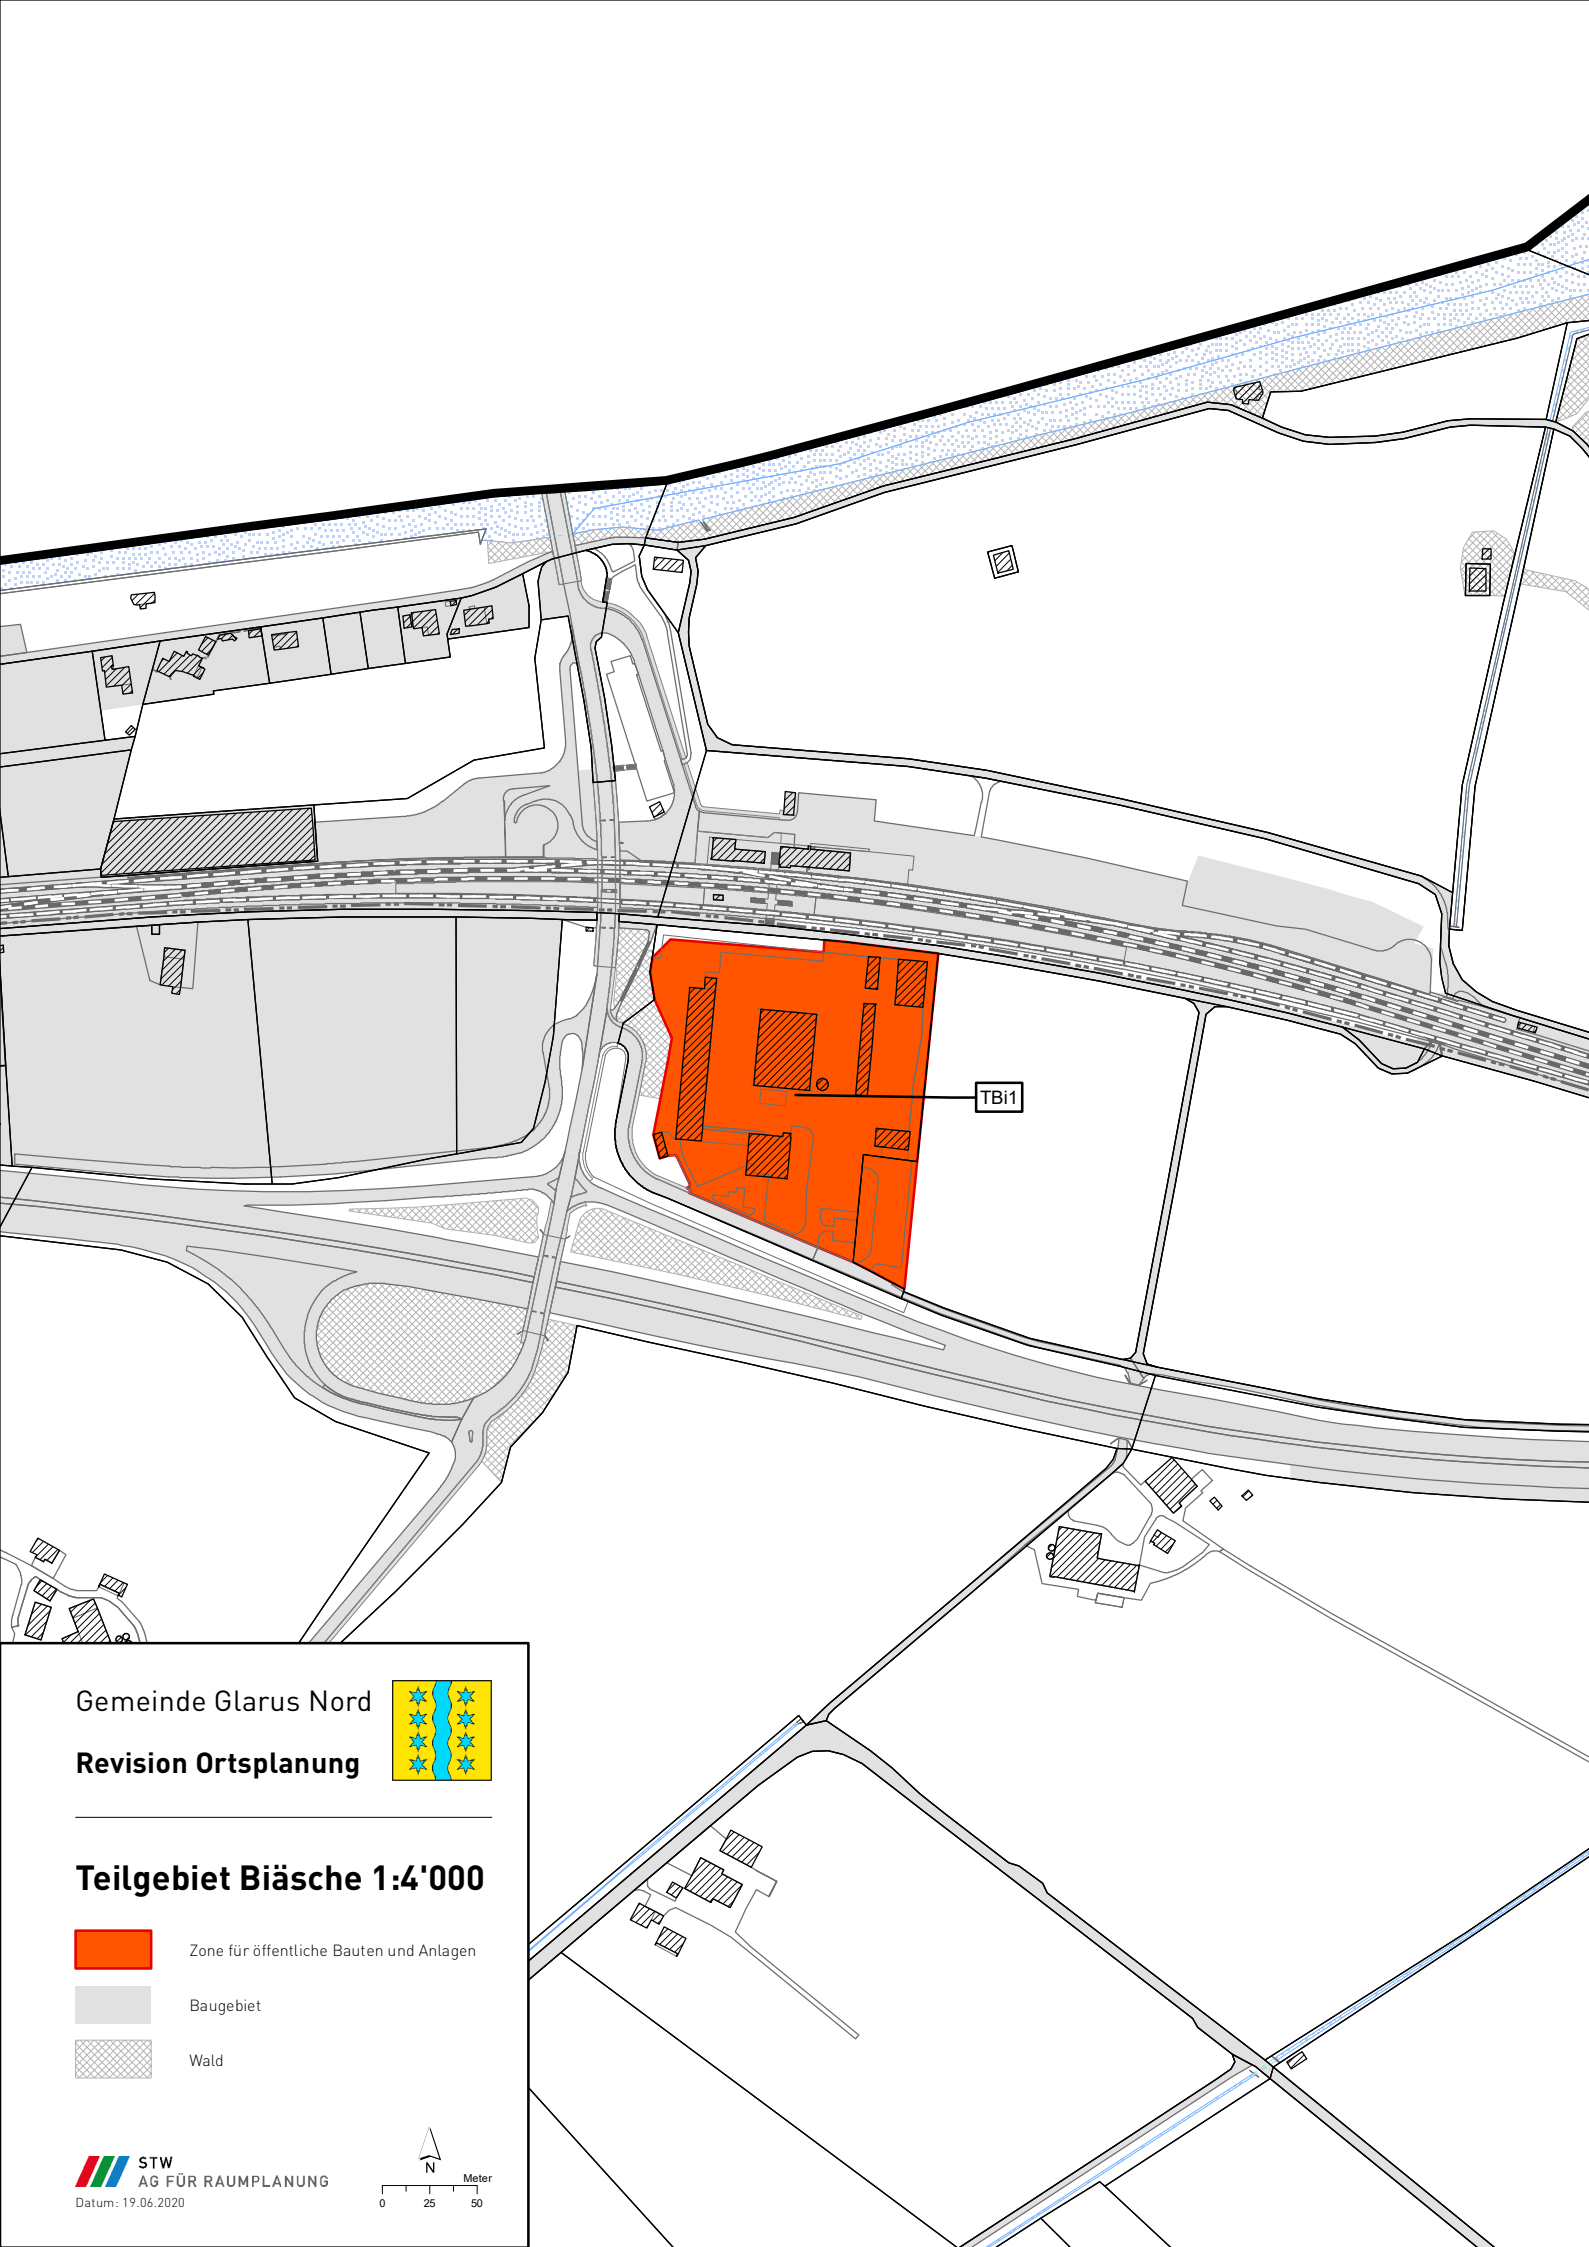 TBi1
Gemeinde Glarus Nord
Revision Ortsplanung
Teilgebiet Biäsche 1:4'000
Zone für öffentliche Bauten und Anlagen
Baugebiet
Wald
STW
AG FÜR RAUMPLANUNG
Datum: 19.06.2020
N
Meter
0 25 50